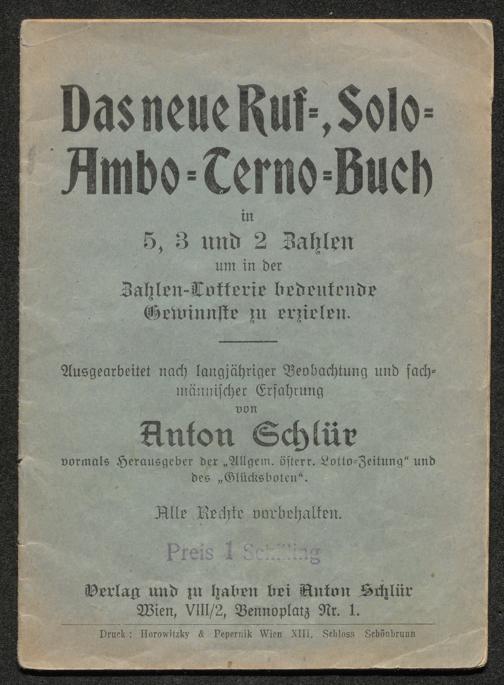 Das neue Ruf=, Solo=
Ambo=Terno=Buch
in
5, 3 und 2 Zahlen
um in der
Zahlen-Lotterie bedeutende
Gewinnste zu erzielen.
Ausgearbeitet nach langjähriger Beobachtung und fach=
männischer Erfahrung
von
Anton Schlür
vormals Herausgeber der „Allgem. österr. Lotto=Zeitung“ und
des „Glücksboten“.
Alle Rechte vorbehalten.
Preis 1 Schilling
Verlag und zu haben bei Anton Schlür
Wien, VIII/2, Bennoplatz Nr. 1.
Druck: Horowitzky & Pepernik Wien XIII, Schloss Schönbrunn